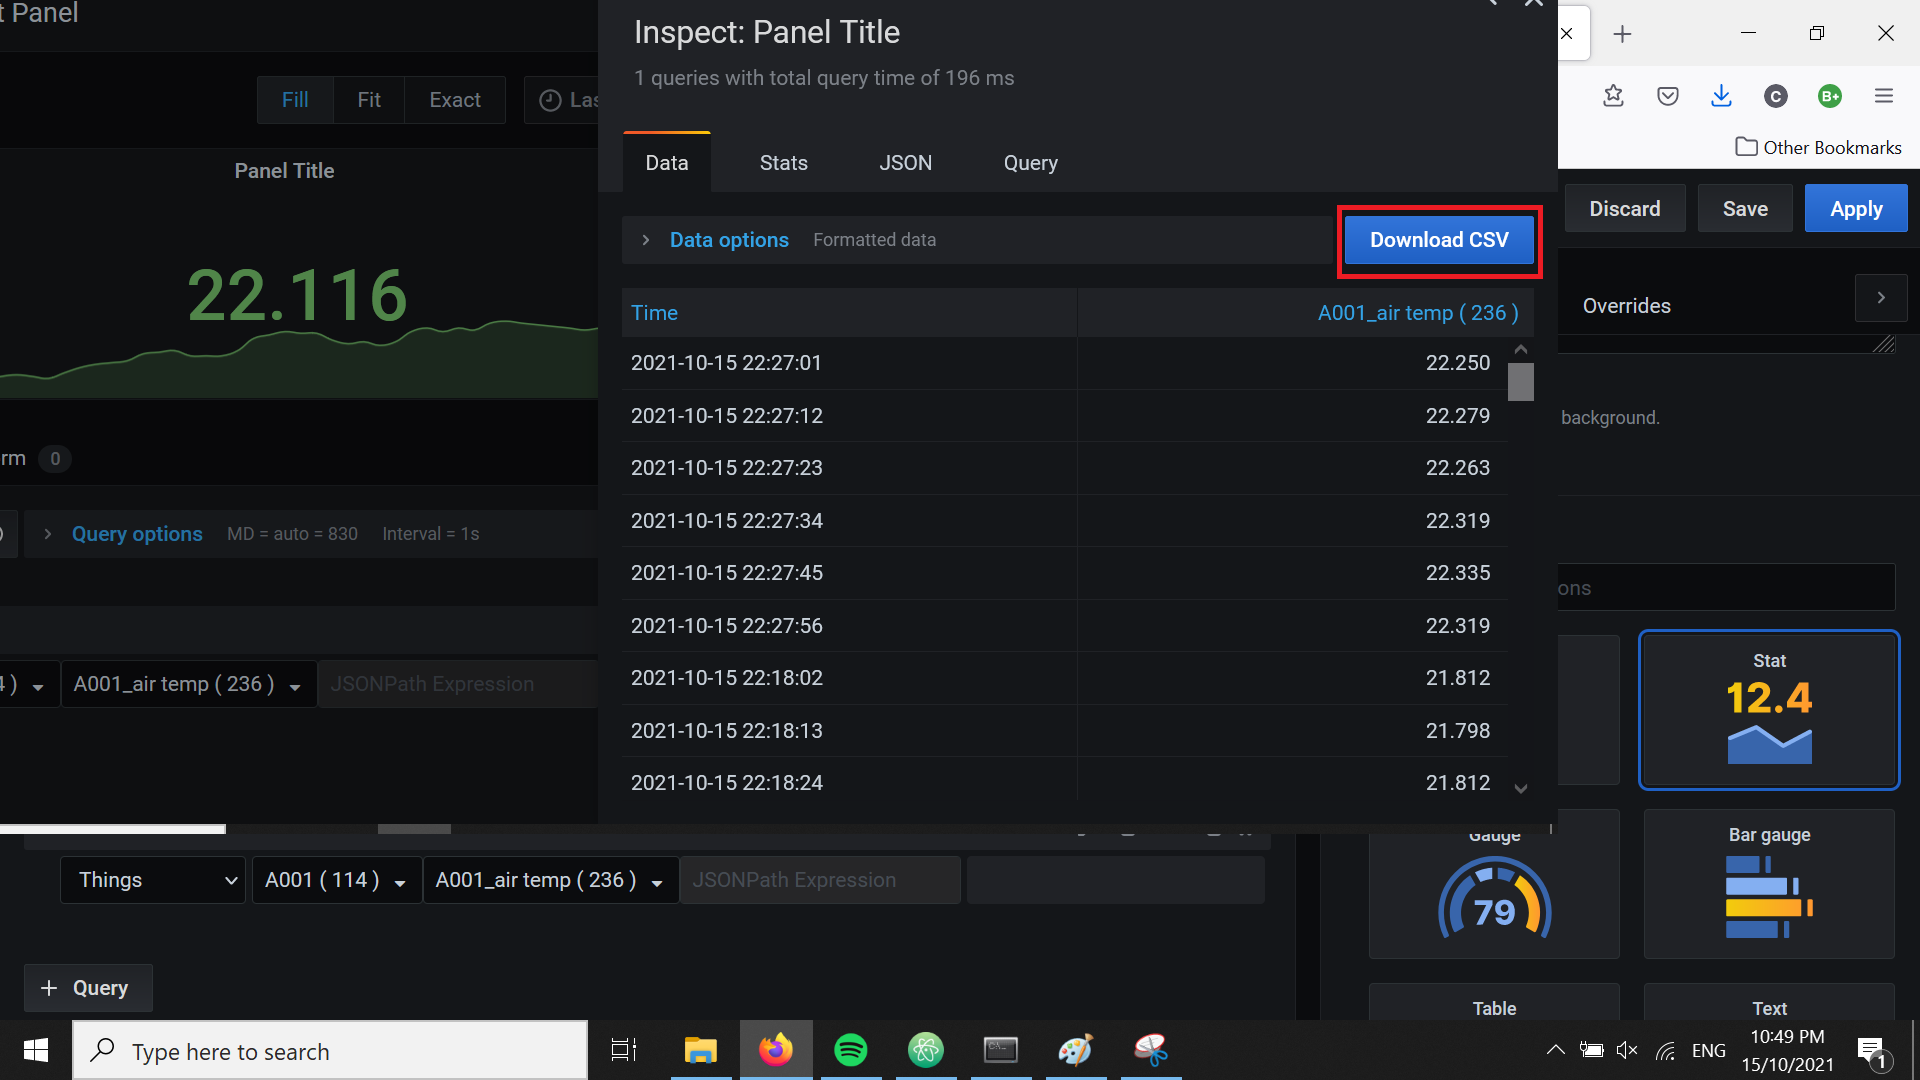 t Panel
Fill Fit Exact Las
Panel Title
22.116
rm 0
Query options MD = auto = 830 Interval = 1s
4 ) A001_air temp ( 236 ) JSONPath Expression
Inspect: Panel Title
1 queries with total query time of 196 ms
Data Stats JSON Query
Data options Formatted data Download CSV
Time A001_air temp ( 236 )
2021-10-15 22:27:01 22.250
2021-10-15 22:27:12 22.279
2021-10-15 22:27:23 22.263
2021-10-15 22:27:34 22.319
2021-10-15 22:27:45 22.335
2021-10-15 22:27:56 22.319
2021-10-15 22:18:02 21.812
2021-10-15 22:18:13 21.798
2021-10-15 22:18:24 21.812
C B+
Other Bookmarks
Discard Save Apply
Overrides
background.
ons
Stat
12.4
Gauge
79
Bar gauge
Table
Text
Things A001 ( 114 ) A001_air temp ( 236 ) JSONPath Expression
+ Query
Type here to search
ENG
10:49 PM
15/10/2021
1